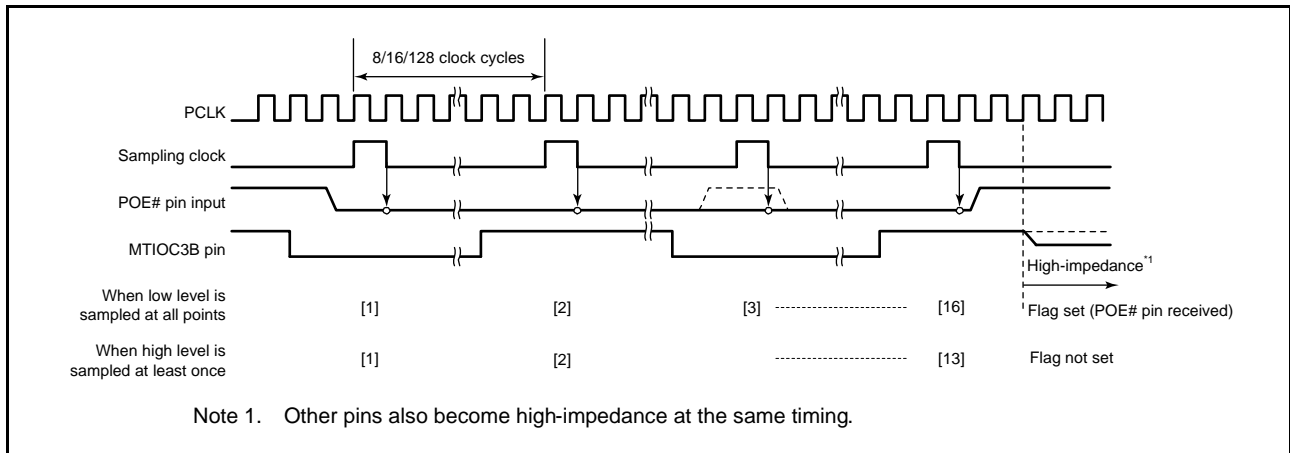 8/16/128 clock cycles
PCLK
Sampling clock
POE# pin input
MTIOC3B pin
High-impedance*1
When low level is
sampled at all points
[1] [2] [3] [16] Flag set (POE# pin received)
When high level is
sampled at least once
[1] [2] [13] Flag not set
Note 1. Other pins also become high-impedance at the same timing.